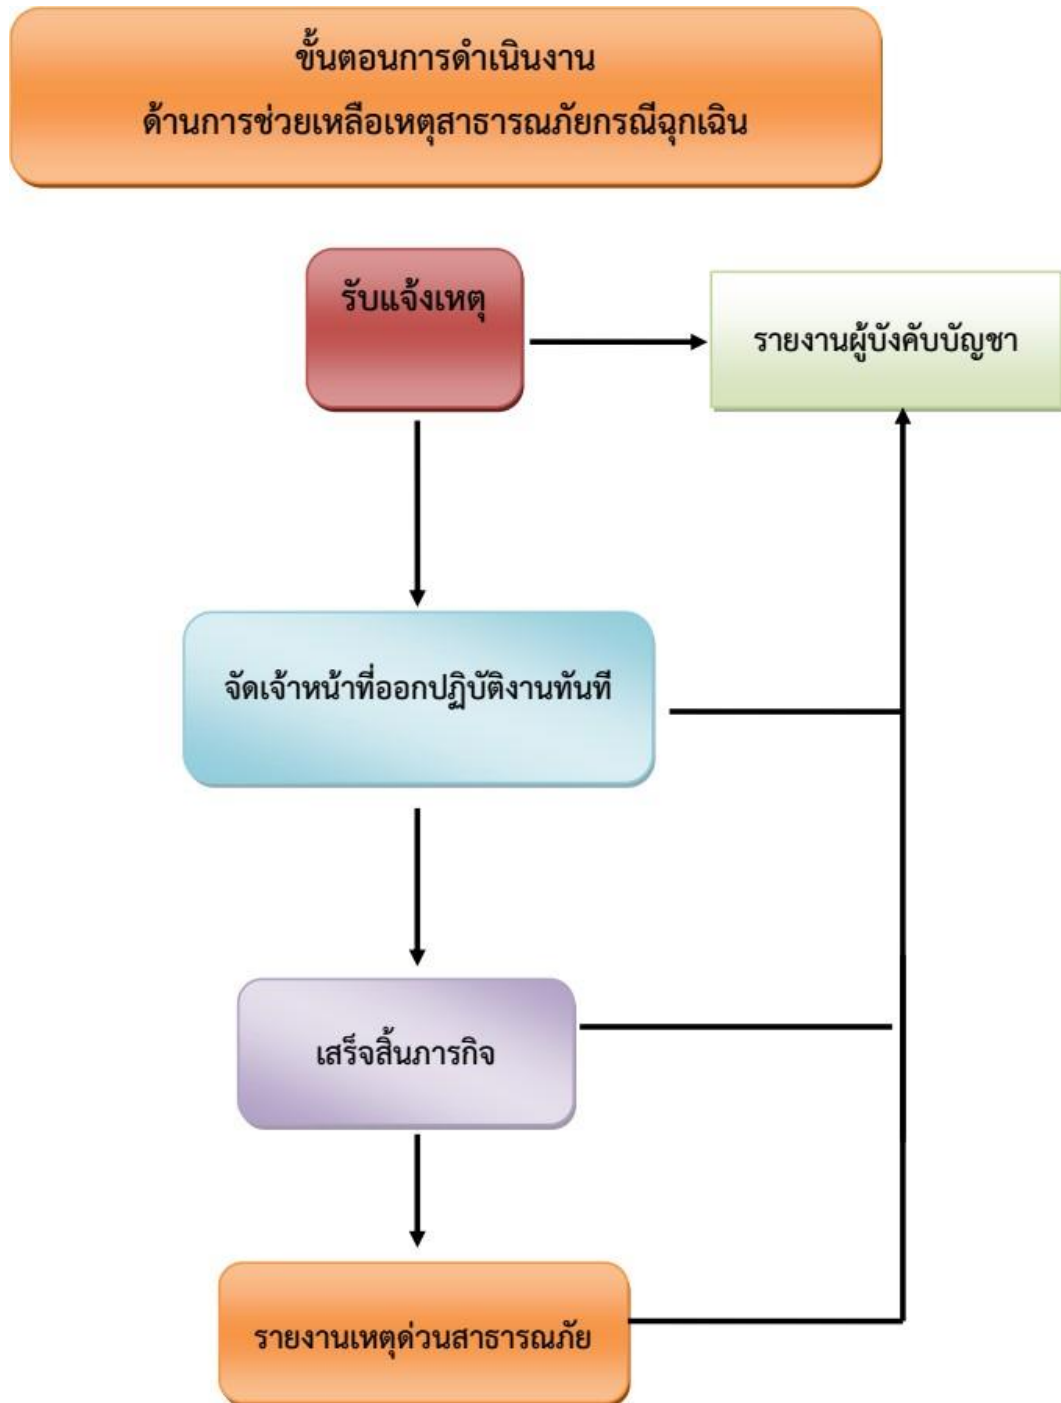 ขั้นตอนการดำเนินงาน
ด้านการช่วยเหลือเหตุสาธารณภัยกรณีฉุกเฉิน
รับแจ้งเหตุ
รายงานผู้บังคับบัญชา
จัดเจ้าหน้าที่ออกปฏิบัติงานทันที
เสร็จสิ้นภารกิจ
รายงานเหตุด่วนสาธารณภัย